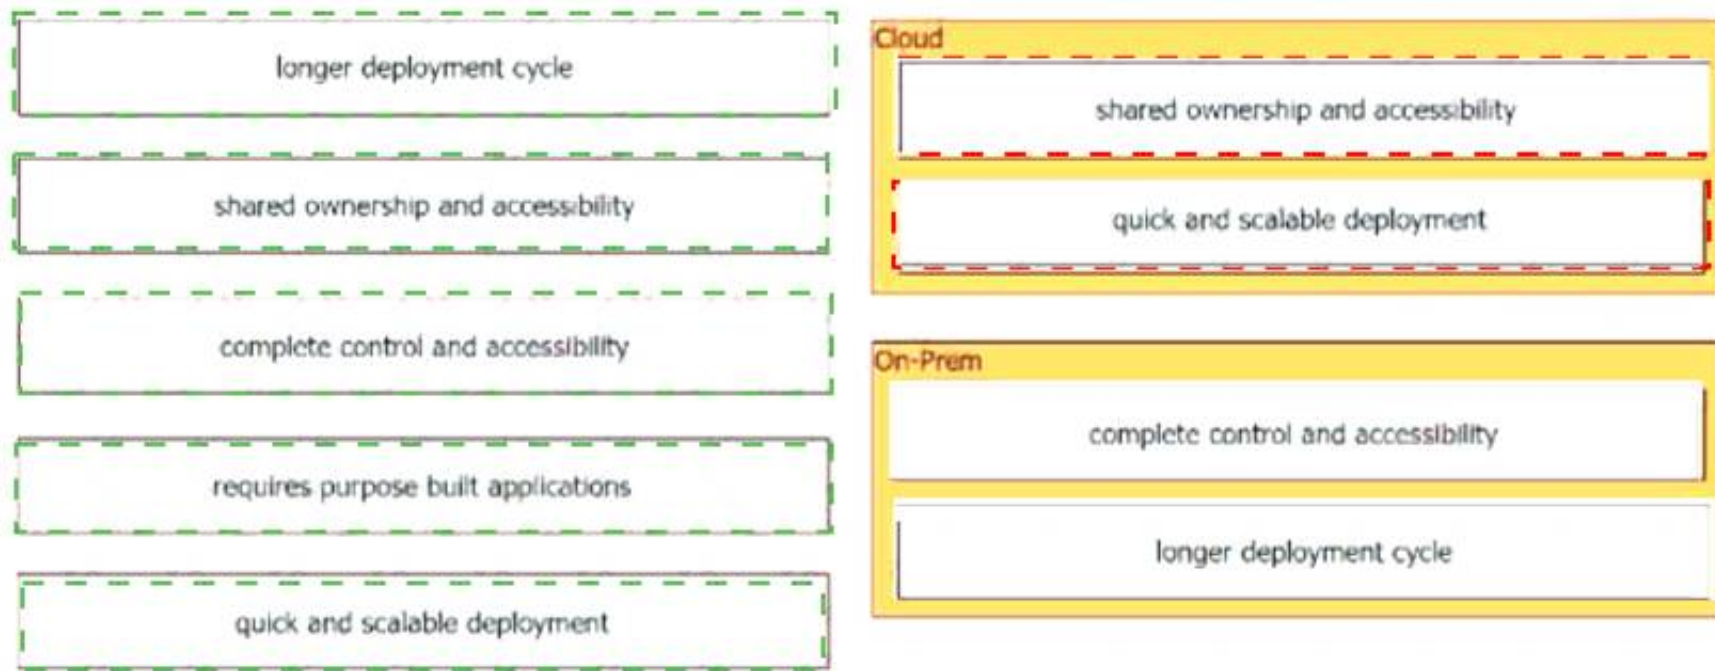 longer deployment cycle
shared ownership and accessibility
complete control and accessibility
requires purpose built applications
quick and scalable deployment
Cloud
shared ownership and accessibility
quick and scalable deployment
On-Prem
complete control and accessibility
longer deployment cycle